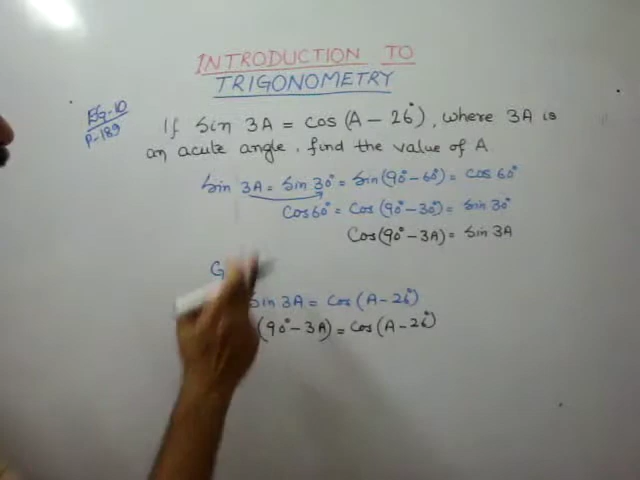 INTRODUCTION TO
TRIGONOMETRY
EG-10
P-189
If Sin 3A = cos (A - 26°), where 3A is
an acute angle, find the value of A.
Sin 3A = Sin 30° = Sin (90° - 60°) = Cos 60°
Cos 60° = Cos (90° - 30°) = Sin 30°
Cos (90° - 3A) = Sin 3A
G
Sin 3A = Cos (A - 26°)
(90° - 3A) = Cos (A - 26°)